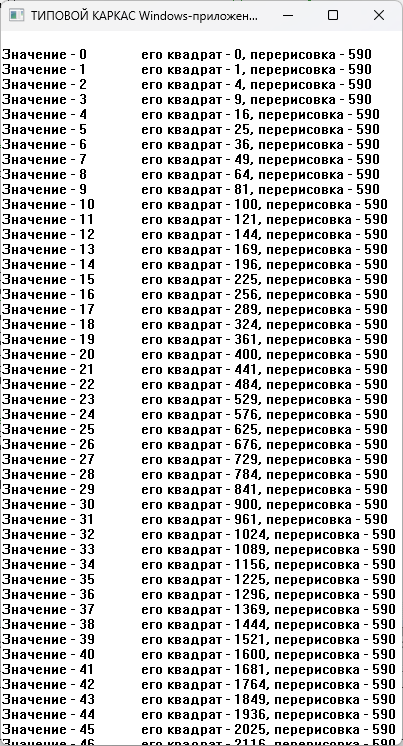 ТИПОВОЙ КАРКАС Windows-приложен...
Значение - 0 его квадрат - 0, перерисовка - 590
Значение - 1 его квадрат - 1, перерисовка - 590
Значение - 2 его квадрат - 4, перерисовка - 590
Значение - 3 его квадрат - 9, перерисовка - 590
Значение - 4 его квадрат - 16, перерисовка - 590
Значение - 5 его квадрат - 25, перерисовка - 590
Значение - 6 его квадрат - 36, перерисовка - 590
Значение - 7 его квадрат - 49, перерисовка - 590
Значение - 8 его квадрат - 64, перерисовка - 590
Значение - 9 его квадрат - 81, перерисовка - 590
Значение - 10 его квадрат - 100, перерисовка - 590
Значение - 11 его квадрат - 121, перерисовка - 590
Значение - 12 его квадрат - 144, перерисовка - 590
Значение - 13 его квадрат - 169, перерисовка - 590
Значение - 14 его квадрат - 196, перерисовка - 590
Значение - 15 его квадрат - 225, перерисовка - 590
Значение - 16 его квадрат - 256, перерисовка - 590
Значение - 17 его квадрат - 289, перерисовка - 590
Значение - 18 его квадрат - 324, перерисовка - 590
Значение - 19 его квадрат - 361, перерисовка - 590
Значение - 20 его квадрат - 400, перерисовка - 590
Значение - 21 его квадрат - 441, перерисовка - 590
Значение - 22 его квадрат - 484, перерисовка - 590
Значение - 23 его квадрат - 529, перерисовка - 590
Значение - 24 его квадрат - 576, перерисовка - 590
Значение - 25 его квадрат - 625, перерисовка - 590
Значение - 26 его квадрат - 676, перерисовка - 590
Значение - 27 его квадрат - 729, перерисовка - 590
Значение - 28 его квадрат - 784, перерисовка - 590
Значение - 29 его квадрат - 841, перерисовка - 590
Значение - 30 его квадрат - 900, перерисовка - 590
Значение - 31 его квадрат - 961, перерисовка - 590
Значение - 32 его квадрат - 1024, перерисовка - 590
Значение - 33 его квадрат - 1089, перерисовка - 590
Значение - 34 его квадрат - 1156, перерисовка - 590
Значение - 35 его квадрат - 1225, перерисовка - 590
Значение - 36 его квадрат - 1296, перерисовка - 590
Значение - 37 его квадрат - 1369, перерисовка - 590
Значение - 38 его квадрат - 1444, перерисовка - 590
Значение - 39 его квадрат - 1521, перерисовка - 590
Значение - 40 его квадрат - 1600, перерисовка - 590
Значение - 41 его квадрат - 1681, перерисовка - 590
Значение - 42 его квадрат - 1764, перерисовка - 590
Значение - 43 его квадрат - 1849, перерисовка - 590
Значение - 44 его квадрат - 1936, перерисовка - 590
Значение - 45 его квадрат - 2025, перерисовка - 590
Значение - 46 его квадрат - 2116, перерисовка - 590